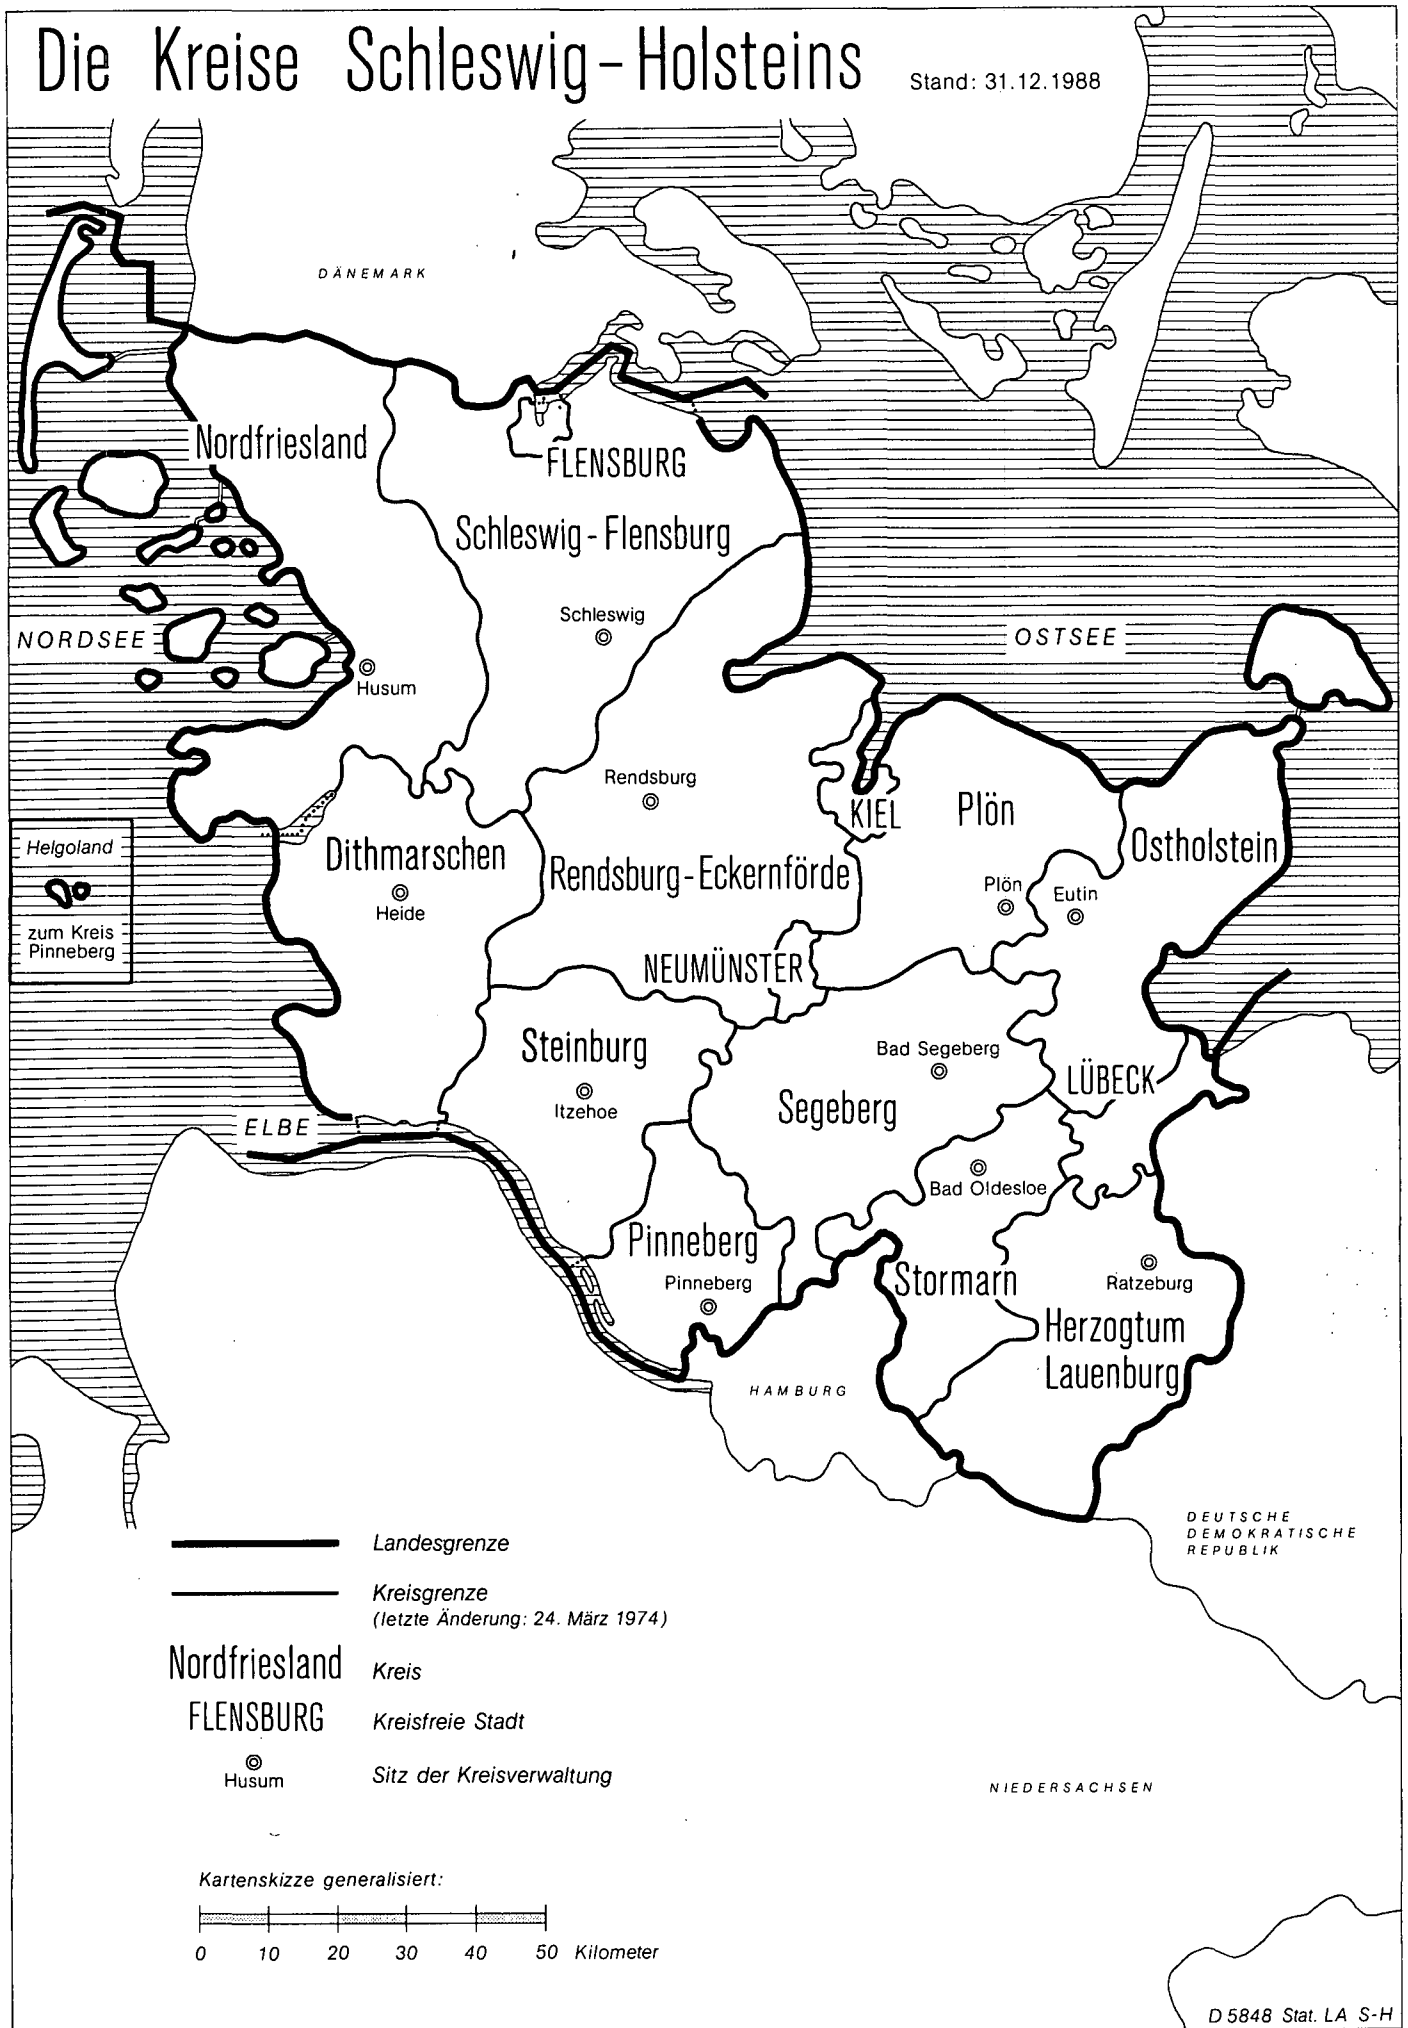 Die Kreise Schleswig-Holsteins
Stand: 31.12.1988
DÄNEMARK
Nordfriesland
FLENSBURG
Schleswig-Flensburg
Schleswig
NORDSEE
OSTSEE
Husum
Rendsburg
KIEL
Plön
Ostholstein
Helgoland
zum Kreis
Pinneberg
Dithmarschen
Heide
Rendsburg-Eckernförde
Plön
Eutin
NEUMÜNSTER
Steinburg
Itzehoe
Bad Segeberg
Segeberg
LÜBECK
ELBE
Bad Oldesloe
Pinneberg
Pinneberg
Stormarn
Ratzeburg
Herzogtum
Lauenburg
HAMBURG
DEUTSCHE
DEMOKRATISCHE
REPUBLIK
Landesgrenze
Kreisgrenze
(letzte Änderung: 24. März 1974)
Nordfriesland Kreis
FLENSBURG Kreisfreie Stadt
Husum Sitz der Kreisverwaltung
NIEDERSACHSEN
Kartenskizze generalisiert:
0 10 20 30 40 50 Kilometer
D 5848 Stat. LA S-H